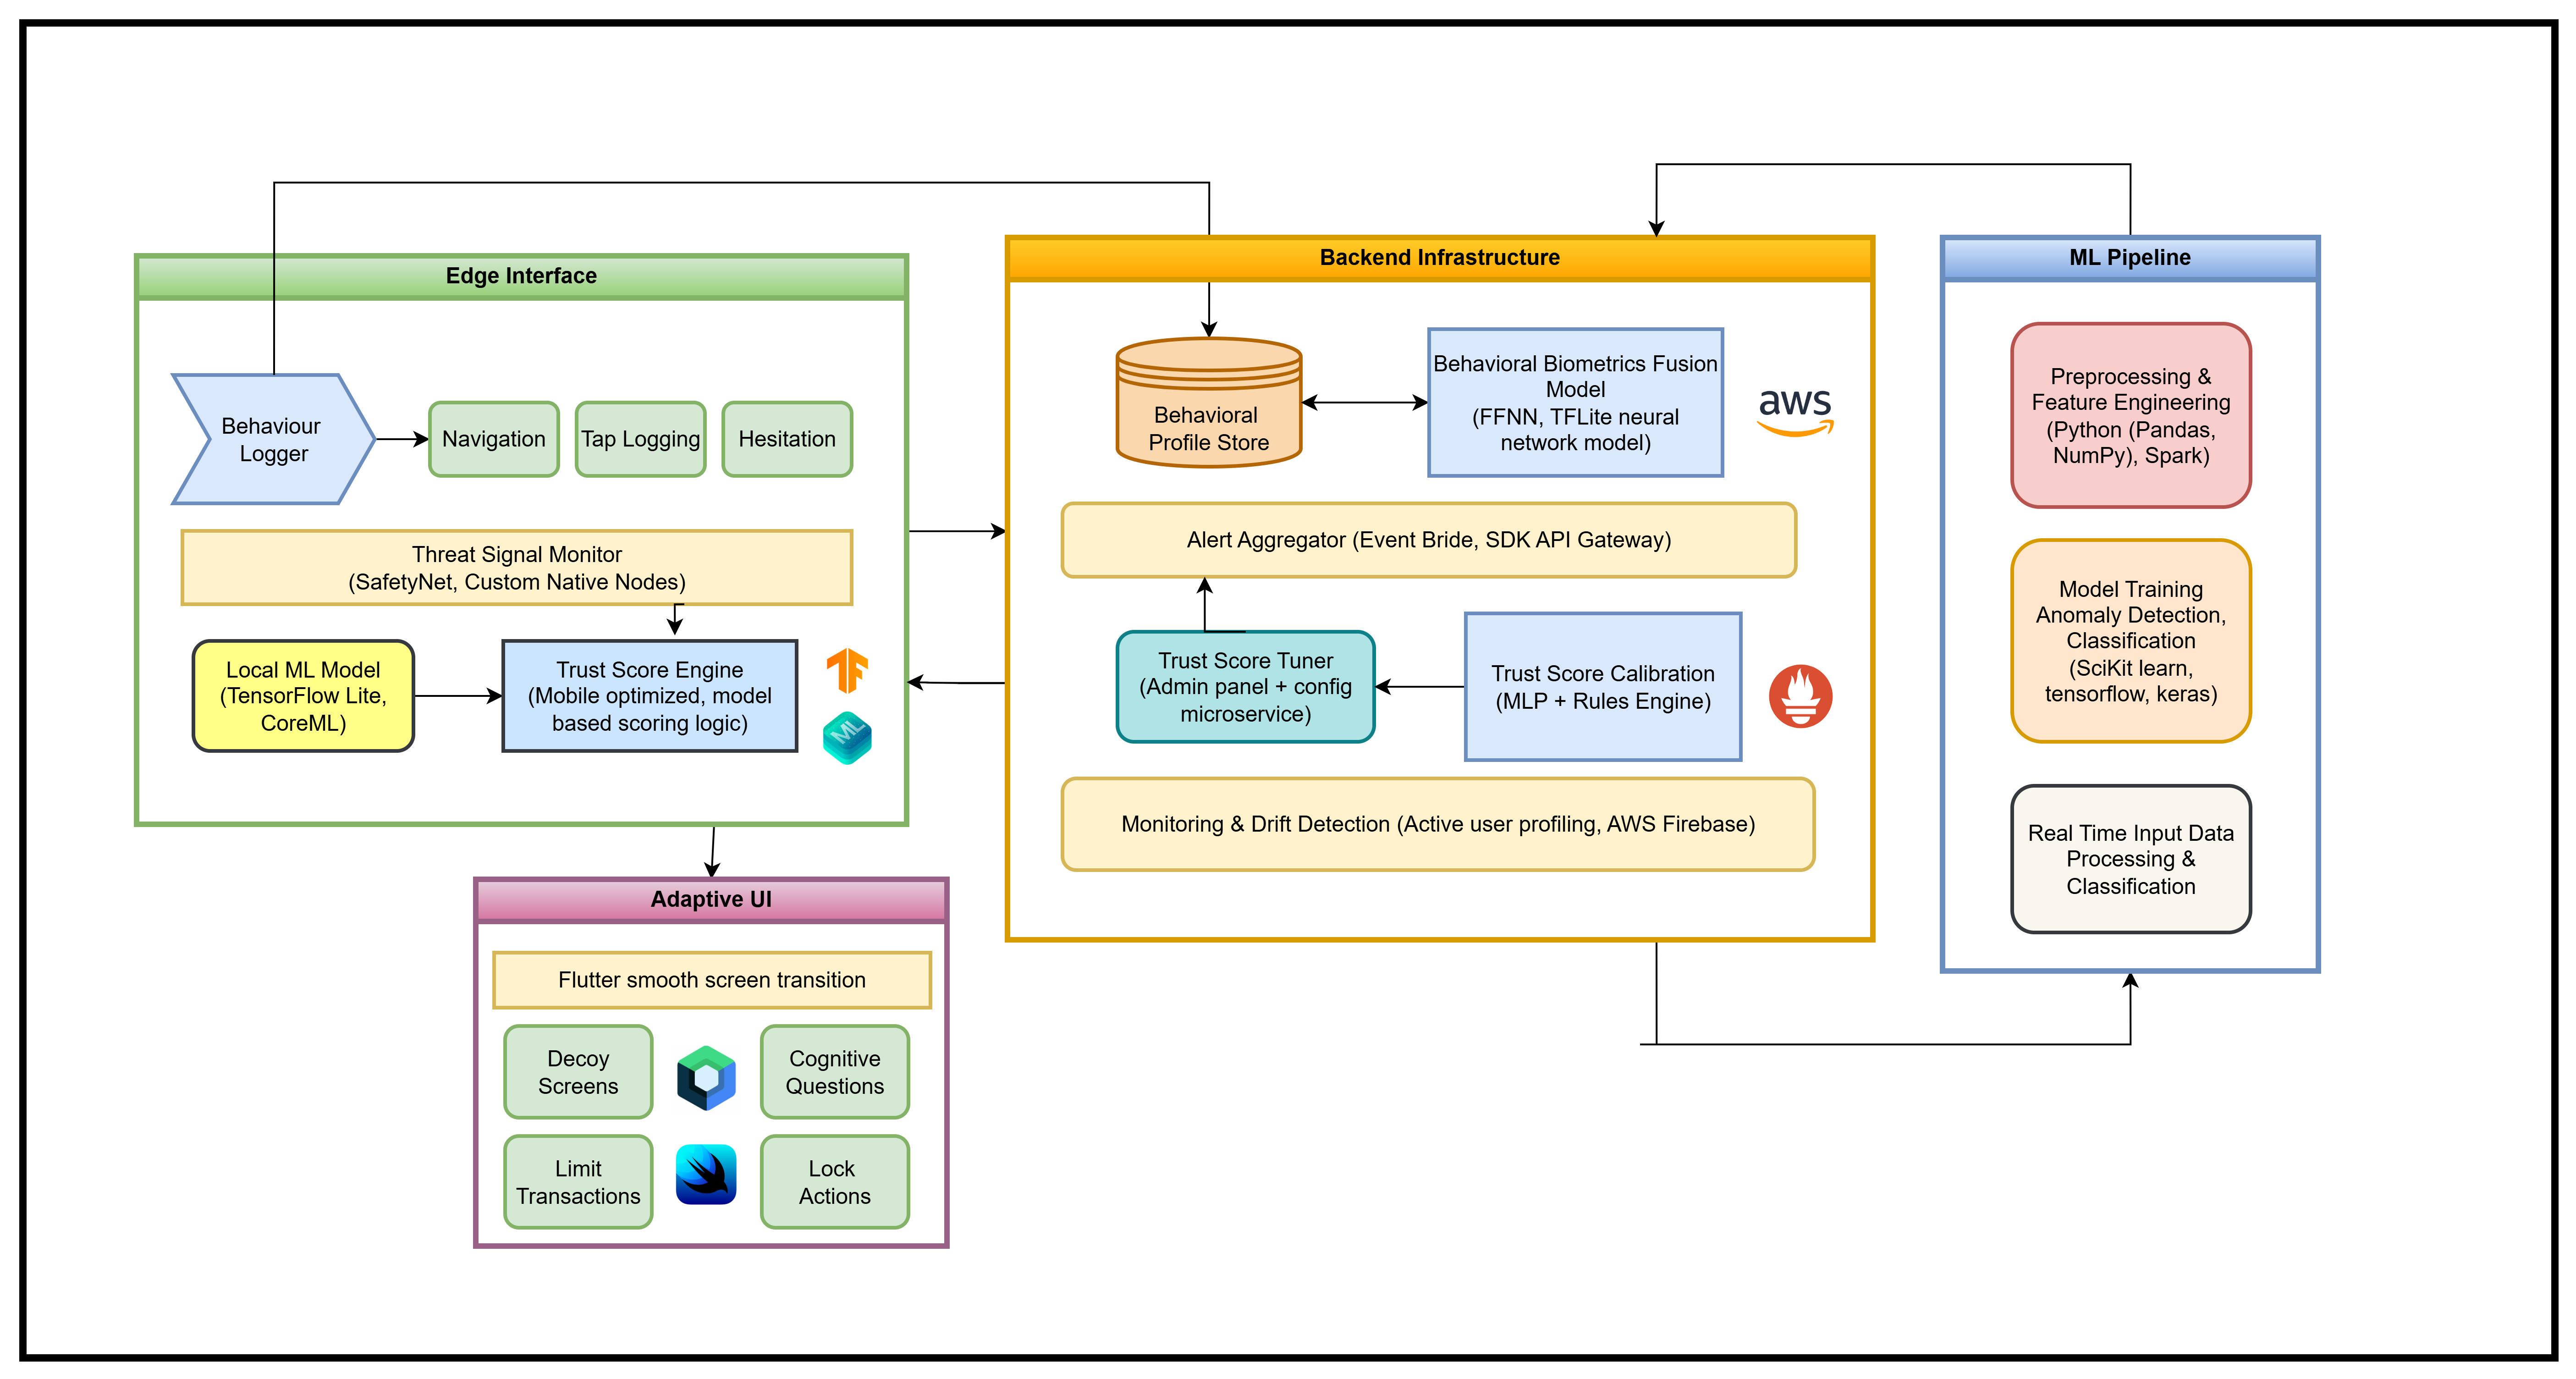 Edge Interface
Behaviour
Logger
Navigation
Tap Logging
Hesitation
Threat Signal Monitor
(SafetyNet, Custom Native Nodes)
Local ML Model
(TensorFlow Lite,
CoreML)
Trust Score Engine
(Mobile optimized, model
based scoring logic)
ML
Adaptive UI
Flutter smooth screen transition
Decoy
Screens
Cognitive
Questions
Limit
Transactions
Lock
Actions
Backend Infrastructure
Behavioral
Profile Store
Behavioral Biometrics Fusion
Model
(FFNN, TFLite neural
network model)
aws
Alert Aggregator (Event Bride, SDK API Gateway)
Trust Score Tuner
(Admin panel + config
microservice)
Trust Score Calibration
(MLP + Rules Engine)
Monitoring & Drift Detection (Active user profiling, AWS Firebase)
ML Pipeline
Preprocessing &
Feature Engineering
(Python (Pandas,
NumPy), Spark)
Model Training
Anomaly Detection,
Classification
(SciKit learn,
tensorflow, keras)
Real Time Input Data
Processing &
Classification